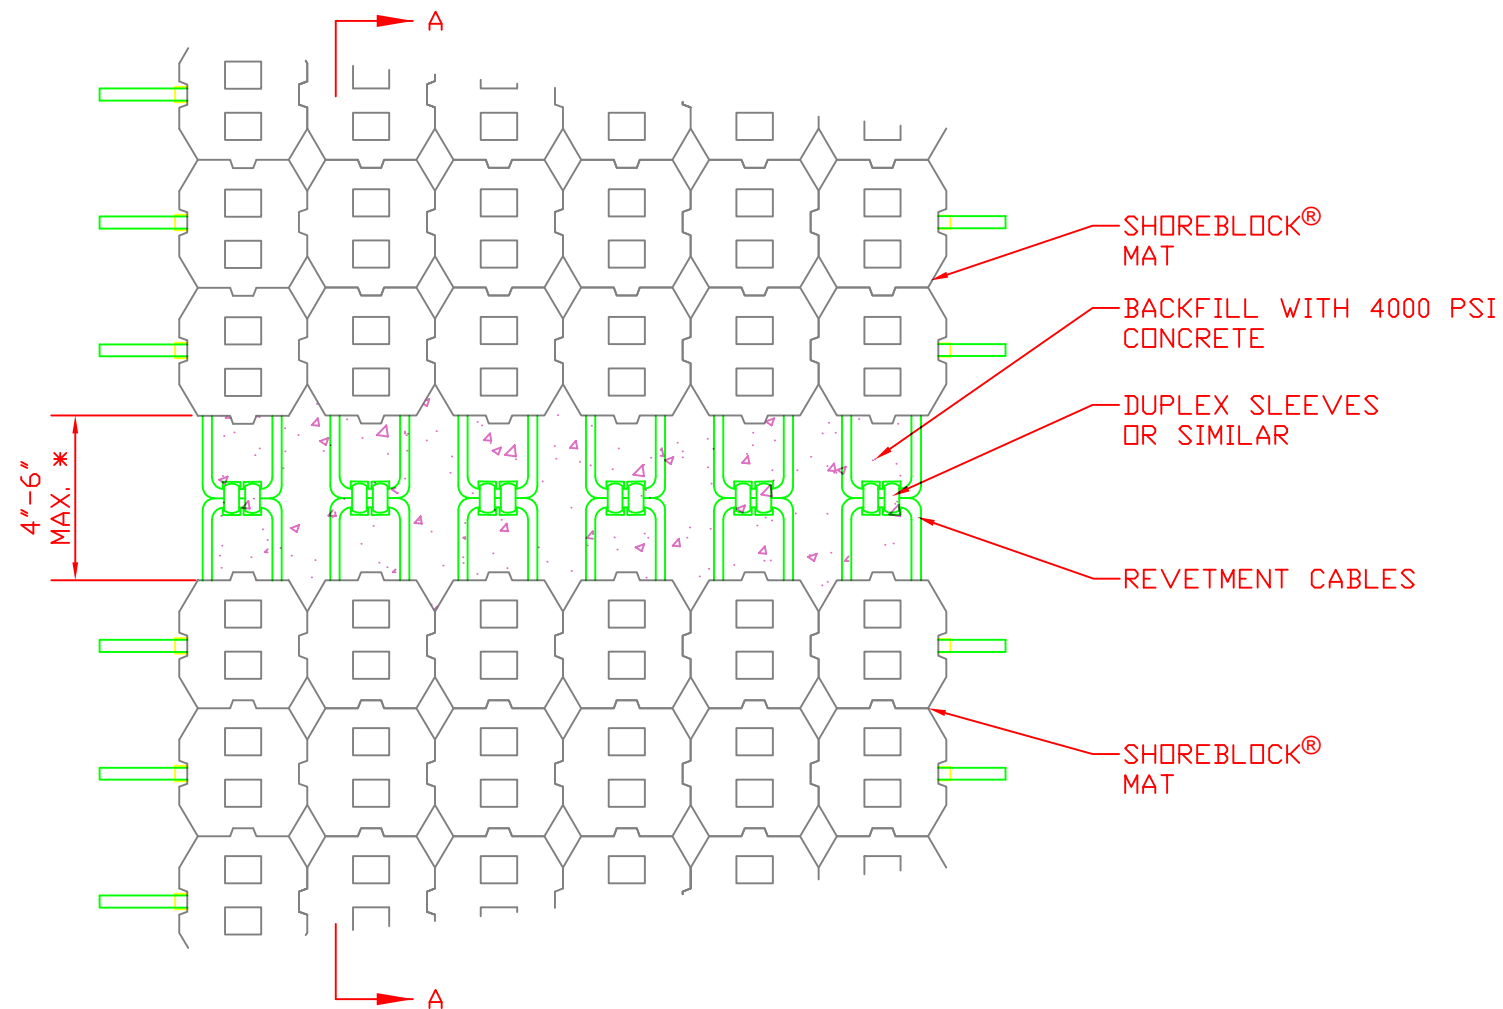 A
SHOREBLOCK®
MAT
BACKFILL WITH 4000 PSI
CONCRETE
DUPLEX SLEEVES
OR SIMILAR
4"-6"
MAX. *
REVETMENT CABLES
SHOREBLOCK®
MAT
A